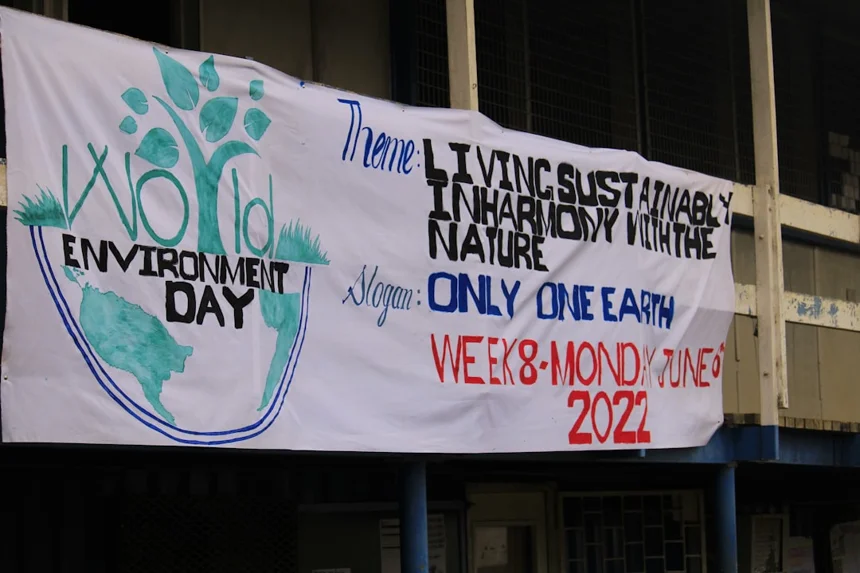 World
ENVIRONMENT
DAY
Theme: LIVING SUSTAINABLY
INHARMONY WITH THE
NATURE
Slogan: ONLY ONE EARTH
WEEK 8-MONDAY JUNE 6th
2022